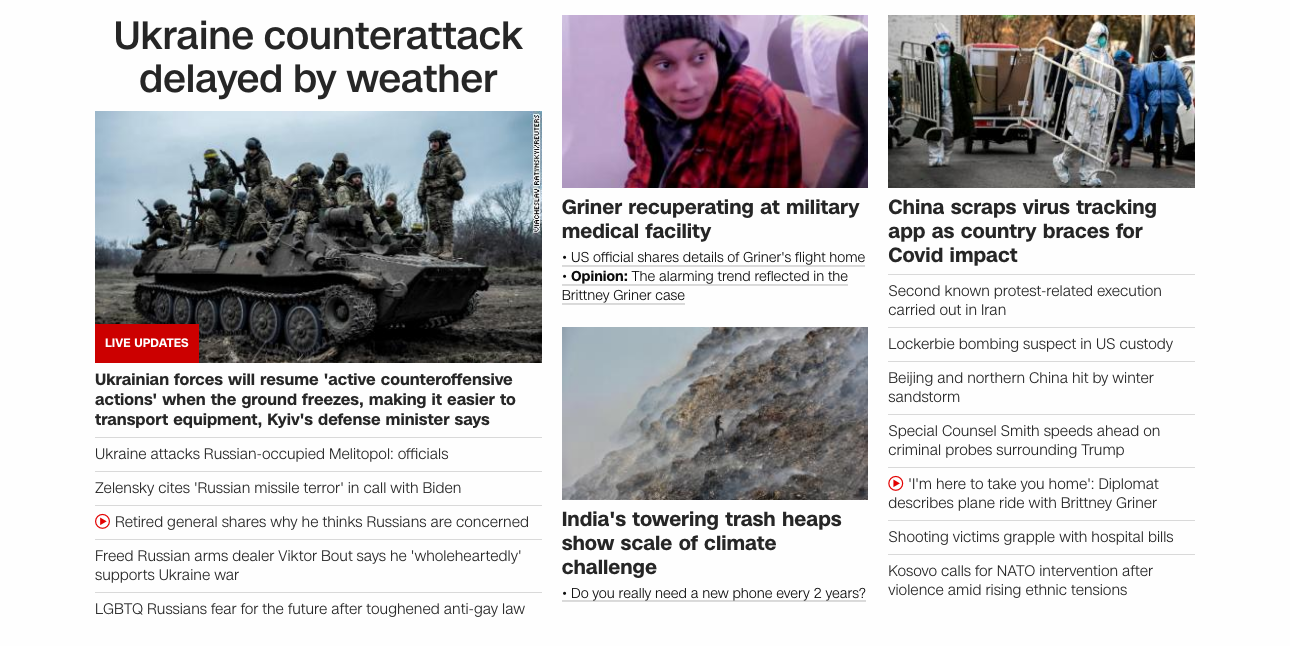 Ukraine counterattack
delayed by weather
VIACHESLAV RATYNSKYI/REUTERS
LIVE UPDATES
Ukrainian forces will resume 'active counteroffensive
actions' when the ground freezes, making it easier to
transport equipment, Kyiv's defense minister says
Ukraine attacks Russian-occupied Melitopol: officials
Zelensky cites 'Russian missile terror' in call with Biden
Retired general shares why he thinks Russians are concerned
Freed Russian arms dealer Viktor Bout says he 'wholeheartedly'
supports Ukraine war
LGBTQ Russians fear for the future after toughened anti-gay law
Griner recuperating at military
medical facility
• US official shares details of Griner's flight home
• Opinion: The alarming trend reflected in the
Brittney Griner case
India's towering trash heaps
show scale of climate
challenge
• Do you really need a new phone every 2 years?
China scraps virus tracking
app as country braces for
Covid impact
Second known protest-related execution
carried out in Iran
Lockerbie bombing suspect in US custody
Beijing and northern China hit by winter
sandstorm
Special Counsel Smith speeds ahead on
criminal probes surrounding Trump
'I'm here to take you home': Diplomat
describes plane ride with Brittney Griner
Shooting victims grapple with hospital bills
Kosovo calls for NATO intervention after
violence amid rising ethnic tensions